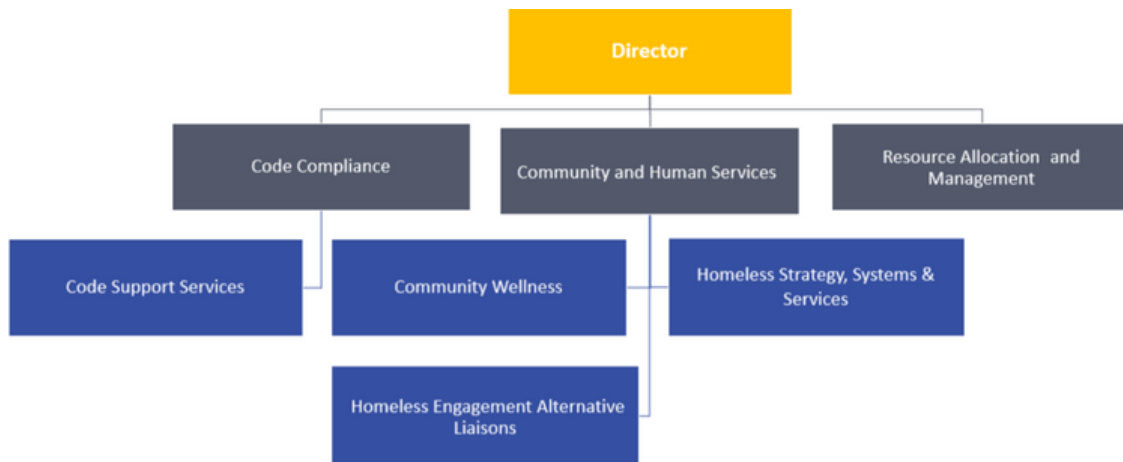 Director
Code Compliance
Community and Human Services
Resource Allocation and
Management
Code Support Services
Community Wellness
Homeless Strategy, Systems &
Services
Homeless Engagement Alternative
Liaisons